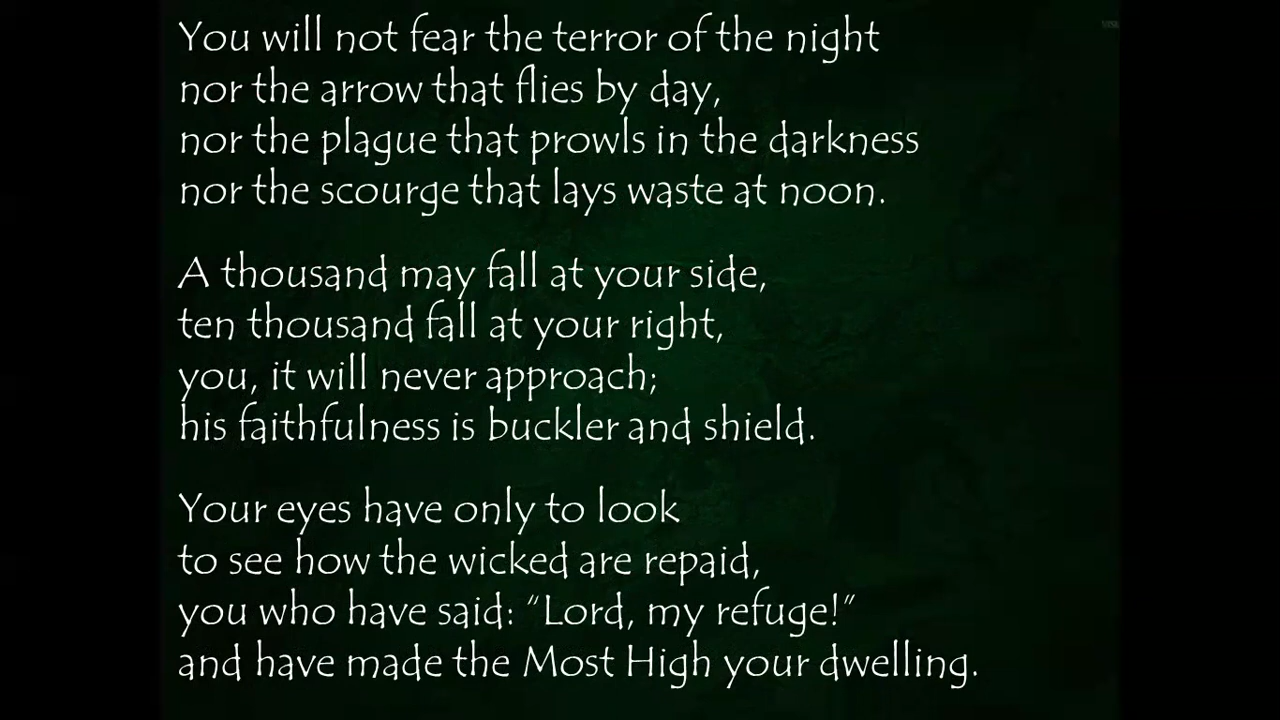 You will not fear the terror of the night
nor the arrow that flies by day,
nor the plague that prowls in the darkness
nor the scourge that lays waste at noon.
A thousand may fall at your side,
ten thousand fall at your right,
you, it will never approach;
his faithfulness is buckler and shield.
Your eyes have only to look
to see how the wicked are repaid,
you who have said: “Lord, my refuge!”
and have made the Most High your dwelling.